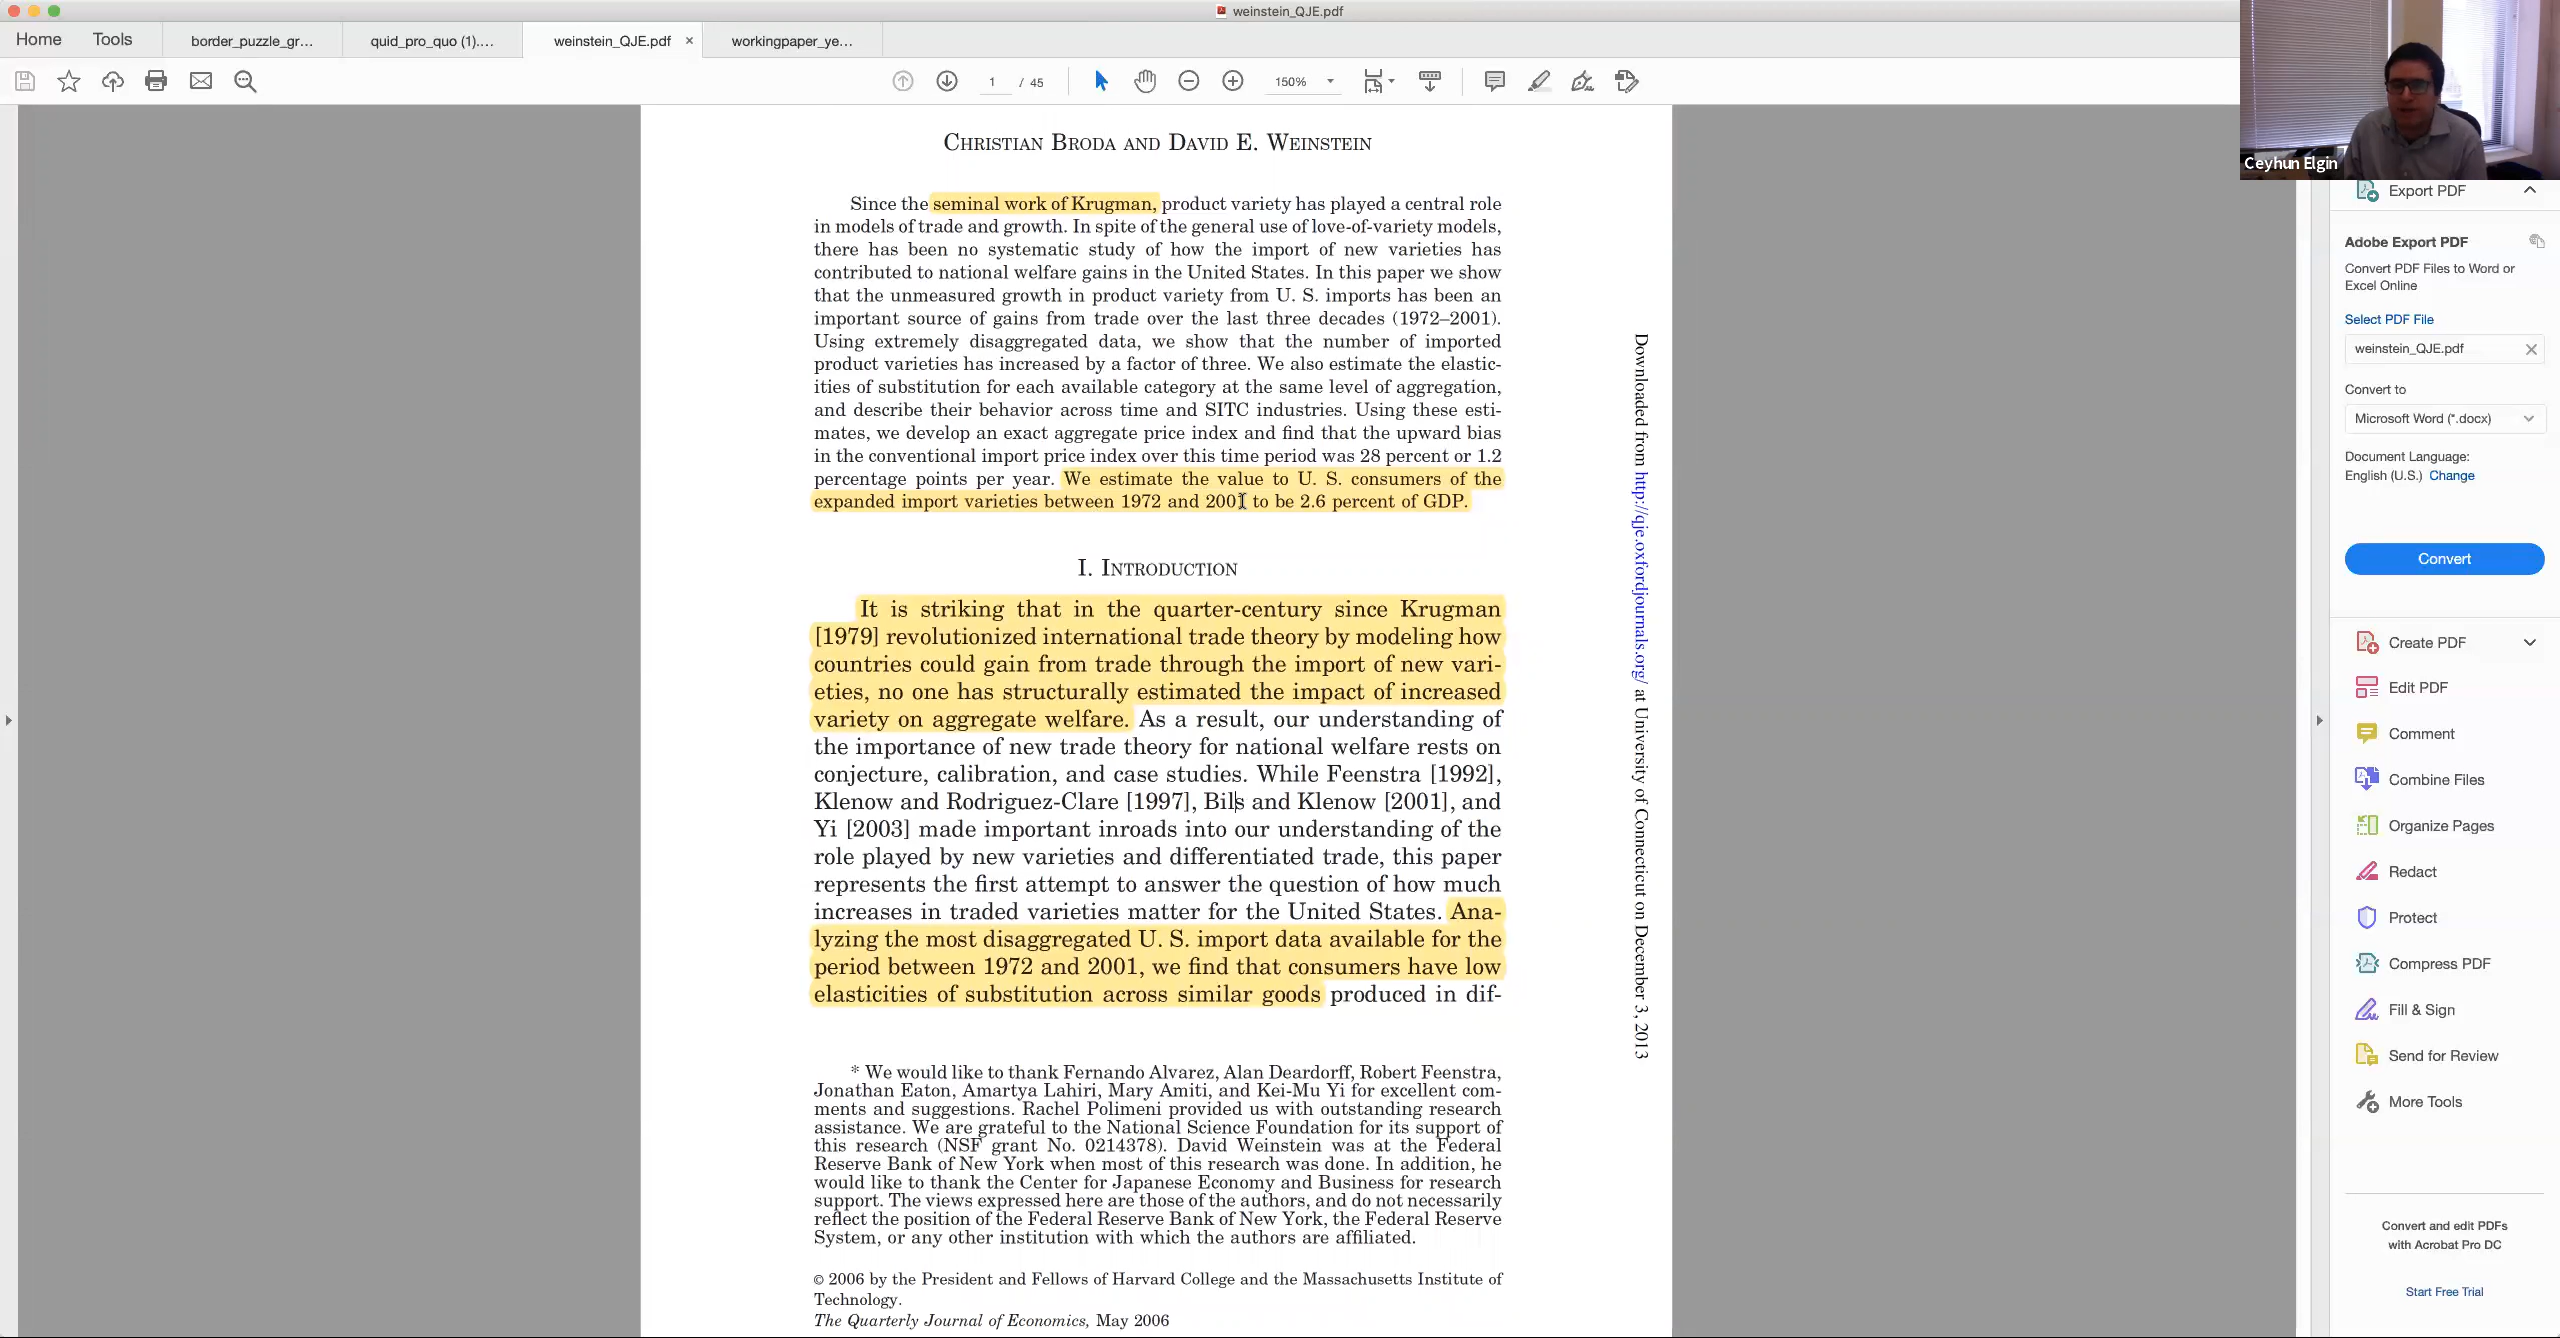 weinstein_QJE.pdf
Home
Tools
border_puzzle_gr...
quid_pro_quo (1)....
weinstein_QJE.pdf ×
workingpaper_ye...
1 / 45
150%
Ceyhun Elgin
CHRISTIAN BRODA AND DAVID E. WEINSTEIN
Since the seminal work of Krugman, product variety has played a central role
in models of trade and growth. In spite of the general use of love-of-variety models,
there has been no systematic study of how the import of new varieties has
contributed to national welfare gains in the United States. In this paper we show
that the unmeasured growth in product variety from U. S. imports has been an
important source of gains from trade over the last three decades (1972–2001).
Using extremely disaggregated data, we show that the number of imported
product varieties has increased by a factor of three. We also estimate the elastic-
ities of substitution for each available category at the same level of aggregation,
and describe their behavior across time and SITC industries. Using these esti-
mates, we develop an exact aggregate price index and find that the upward bias
in the conventional import price index over this time period was 28 percent or 1.2
percentage points per year. We estimate the value to U. S. consumers of the
expanded import varieties between 1972 and 2001 to be 2.6 percent of GDP.
I. INTRODUCTION
It is striking that in the quarter-century since Krugman
[1979] revolutionized international trade theory by modeling how
countries could gain from trade through the import of new vari-
eties, no one has structurally estimated the impact of increased
variety on aggregate welfare. As a result, our understanding of
the importance of new trade theory for national welfare rests on
conjecture, calibration, and case studies. While Feenstra [1992],
Klenow and Rodriguez-Clare [1997], Bils and Klenow [2001], and
Yi [2003] made important inroads into our understanding of the
role played by new varieties and differentiated trade, this paper
represents the first attempt to answer the question of how much
increases in traded varieties matter for the United States. Ana-
lyzing the most disaggregated U. S. import data available for the
period between 1972 and 2001, we find that consumers have low
elasticities of substitution across similar goods produced in dif-
* We would like to thank Fernando Alvarez, Alan Deardorff, Robert Feenstra,
Jonathan Eaton, Amartya Lahiri, Mary Amiti, and Kei-Mu Yi for excellent com-
ments and suggestions. Rachel Polimeni provided us with outstanding research
assistance. We are grateful to the National Science Foundation for its support of
this research (NSF grant No. 0214378). David Weinstein was at the Federal
Reserve Bank of New York when most of this research was done. In addition, he
would like to thank the Center for Japanese Economy and Business for research
support. The views expressed here are those of the authors, and do not necessarily
reflect the position of the Federal Reserve Bank of New York, the Federal Reserve
System, or any other institution with which the authors are affiliated.
© 2006 by the President and Fellows of Harvard College and the Massachusetts Institute of
Technology.
The Quarterly Journal of Economics, May 2006
Downloaded from http://qje.oxfordjournals.org/ at University of Connecticut on December 3, 2013
Export PDF
Adobe Export PDF
Convert PDF Files to Word or
Excel Online
Select PDF File
weinstein_QJE.pdf
Convert to
Microsoft Word (*.docx)
Document Language:
English (U.S.) Change
Convert
Create PDF
Edit PDF
Comment
Combine Files
Organize Pages
Redact
Protect
Compress PDF
Fill & Sign
Send for Review
More Tools
Convert and edit PDFs
with Acrobat Pro DC
Start Free Trial